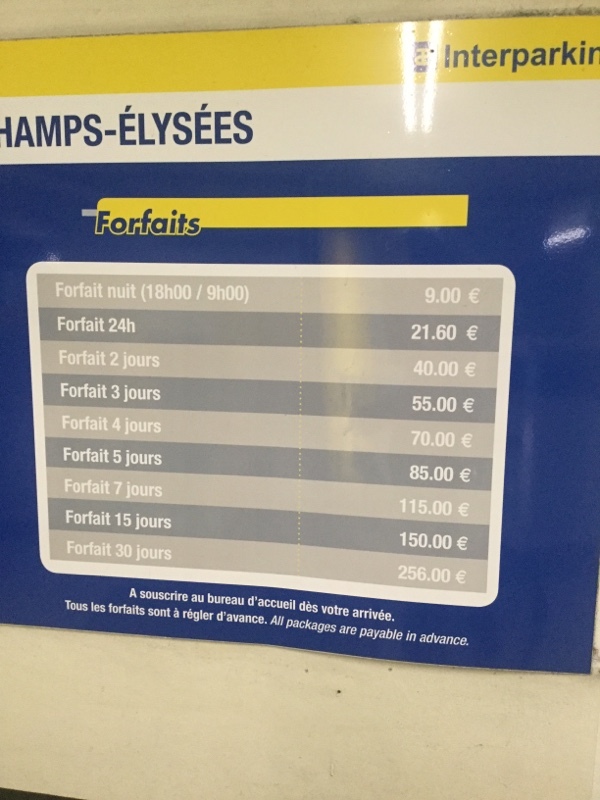 Interparkin
HAMPS-ÉLYSÉES
Forfaits
Forfait nuit (18h00 / 9h00) 9.00 €
Forfait 24h 21.60 €
Forfait 2 jours 40.00 €
Forfait 3 jours 55.00 €
Forfait 4 jours 70.00 €
Forfait 5 jours 85.00 €
Forfait 7 jours 115.00 €
Forfait 15 jours 150.00 €
Forfait 30 jours 256.00 €
A souscrire au bureau d'accueil dès votre arrivée.
Tous les forfaits sont à régler d'avance. All packages are payable in advance.